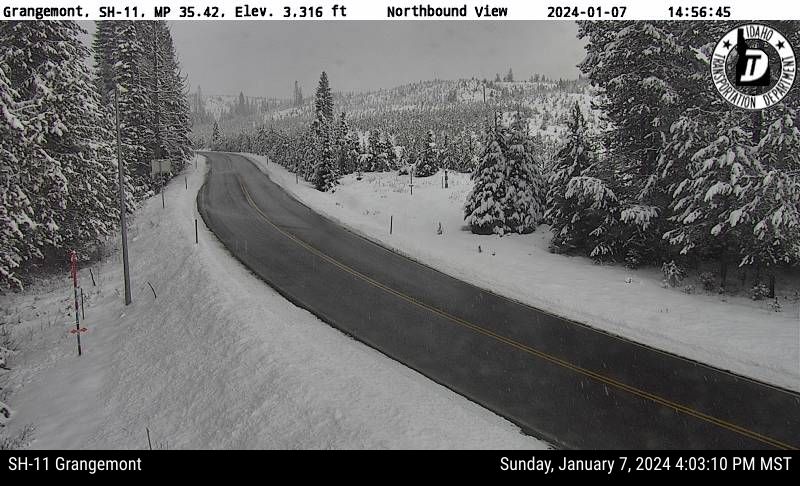 Grangemont, SH-11, MP 35.42, Elev. 3,316 ft Northbound View 2024-01-07 14:56:45
IDAHO
TRANSPORTATION DEPARTMENT
SH-11 Grangemont Sunday, January 7, 2024 4:03:10 PM MST